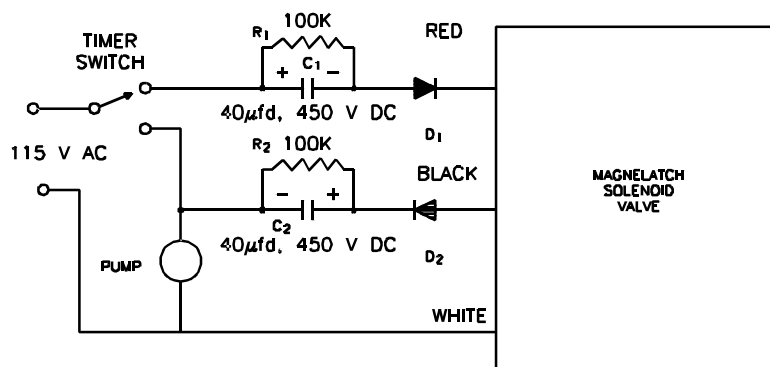 100K
R1
RED
TIMER
SWITCH
+ C1 −
40µfd, 450 V DC
D1
115 V AC
R2 100K
BLACK
MAGNELATCH
SOLENOID
VALVE
− +
C2
40µfd, 450 V DC
D2
PUMP
WHITE